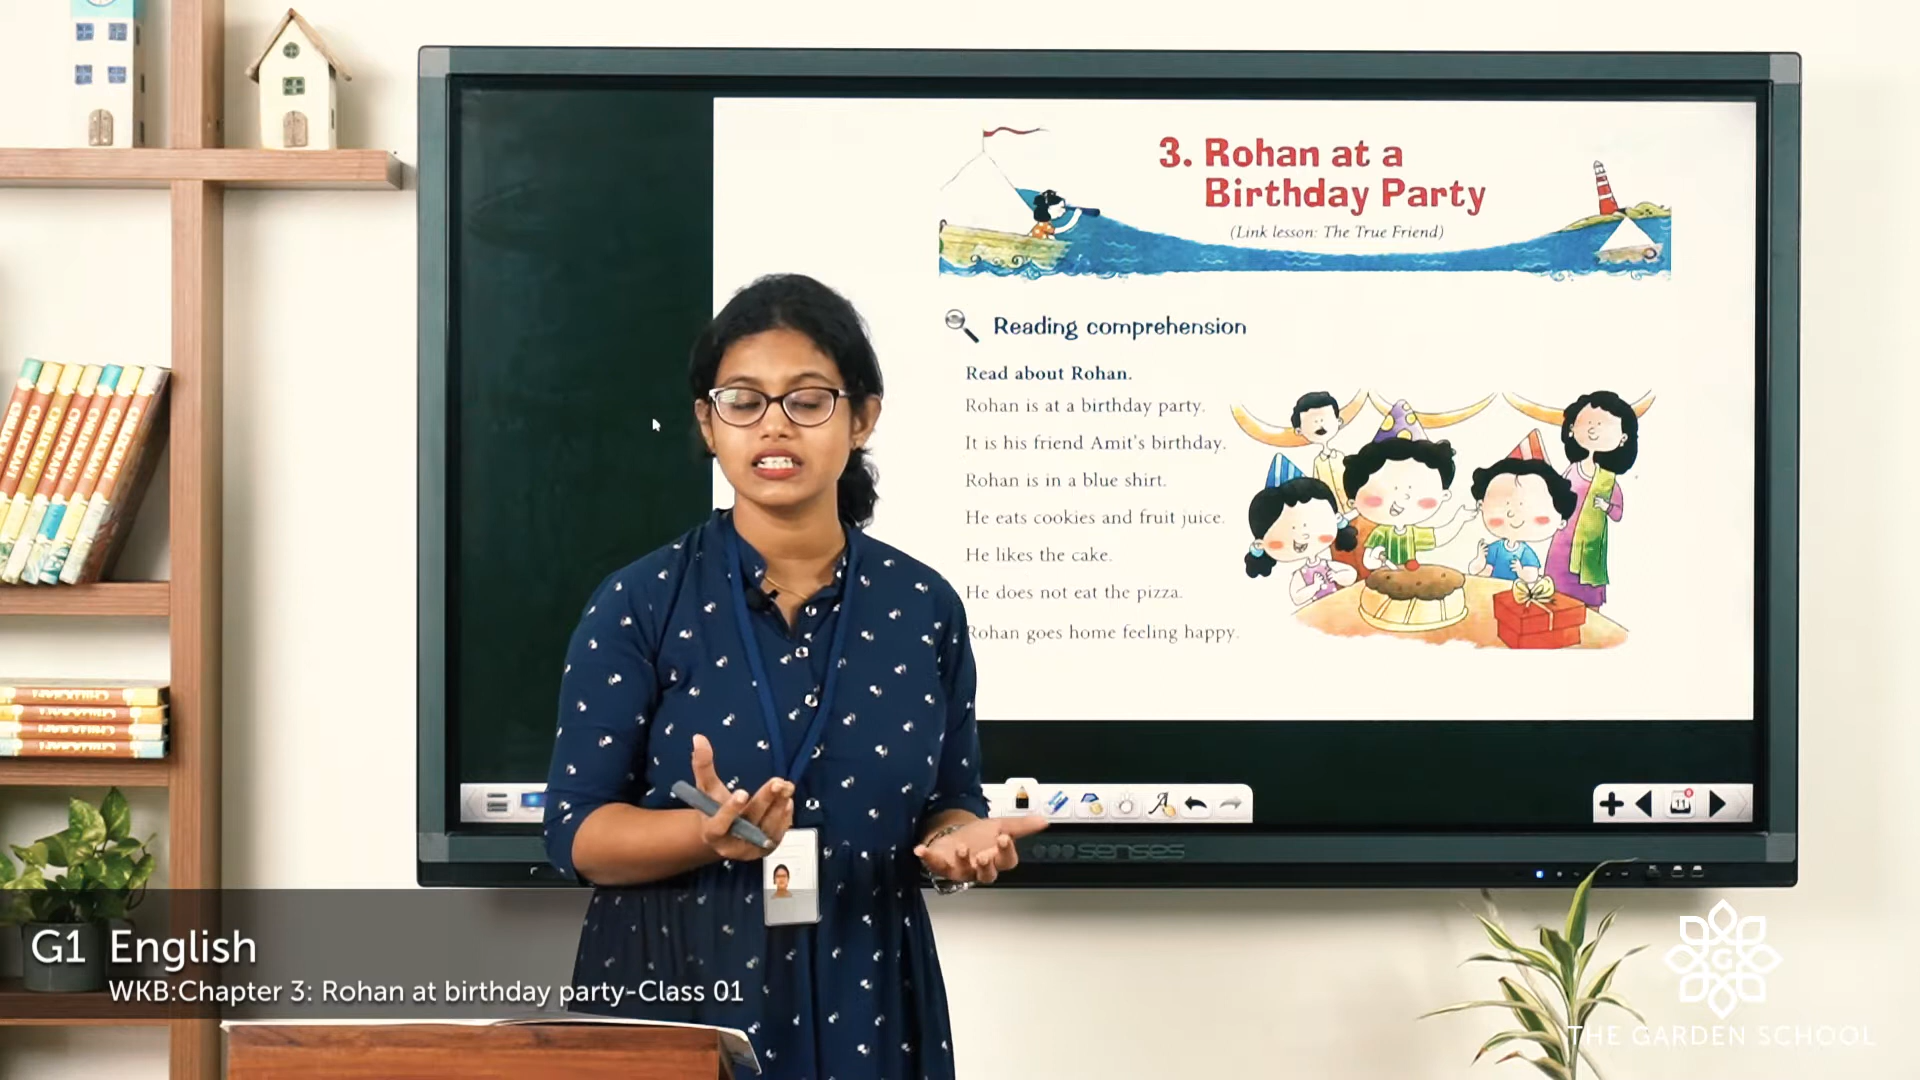 3. Rohan at a
Birthday Party
(Link lesson: The True Friend)
Reading comprehension
Read about Rohan.
Rohan is at a birthday party.
It is his friend Amit's birthday.
Rohan is in a blue shirt.
He eats cookies and fruit juice.
He likes the cake.
He does not eat the pizza.
Rohan goes home feeling happy.
11
senses
G1 English
WKB:Chapter 3: Rohan at birthday party-Class 01
G
THE GARDEN SCHOOL